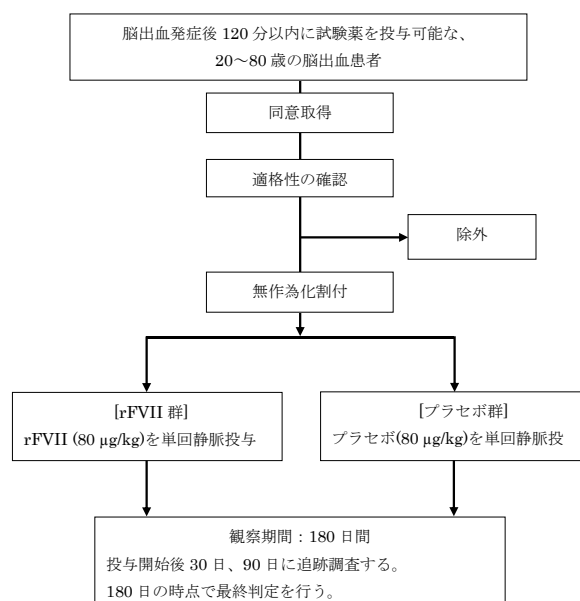 脳出血発症後 120 分以内に試験薬を投与可能な、
20～80 歳の脳出血患者
同意取得
適格性の確認
除外
無作為化割付
[rFVII 群]
rFVII (80 μg/kg)を単回静脈投与
[プラセボ群]
プラセボ(80 μg/kg)を単回静脈投
観察期間：180 日間
投与開始後 30 日、90 日に追跡調査する。
180 日の時点で最終判定を行う。